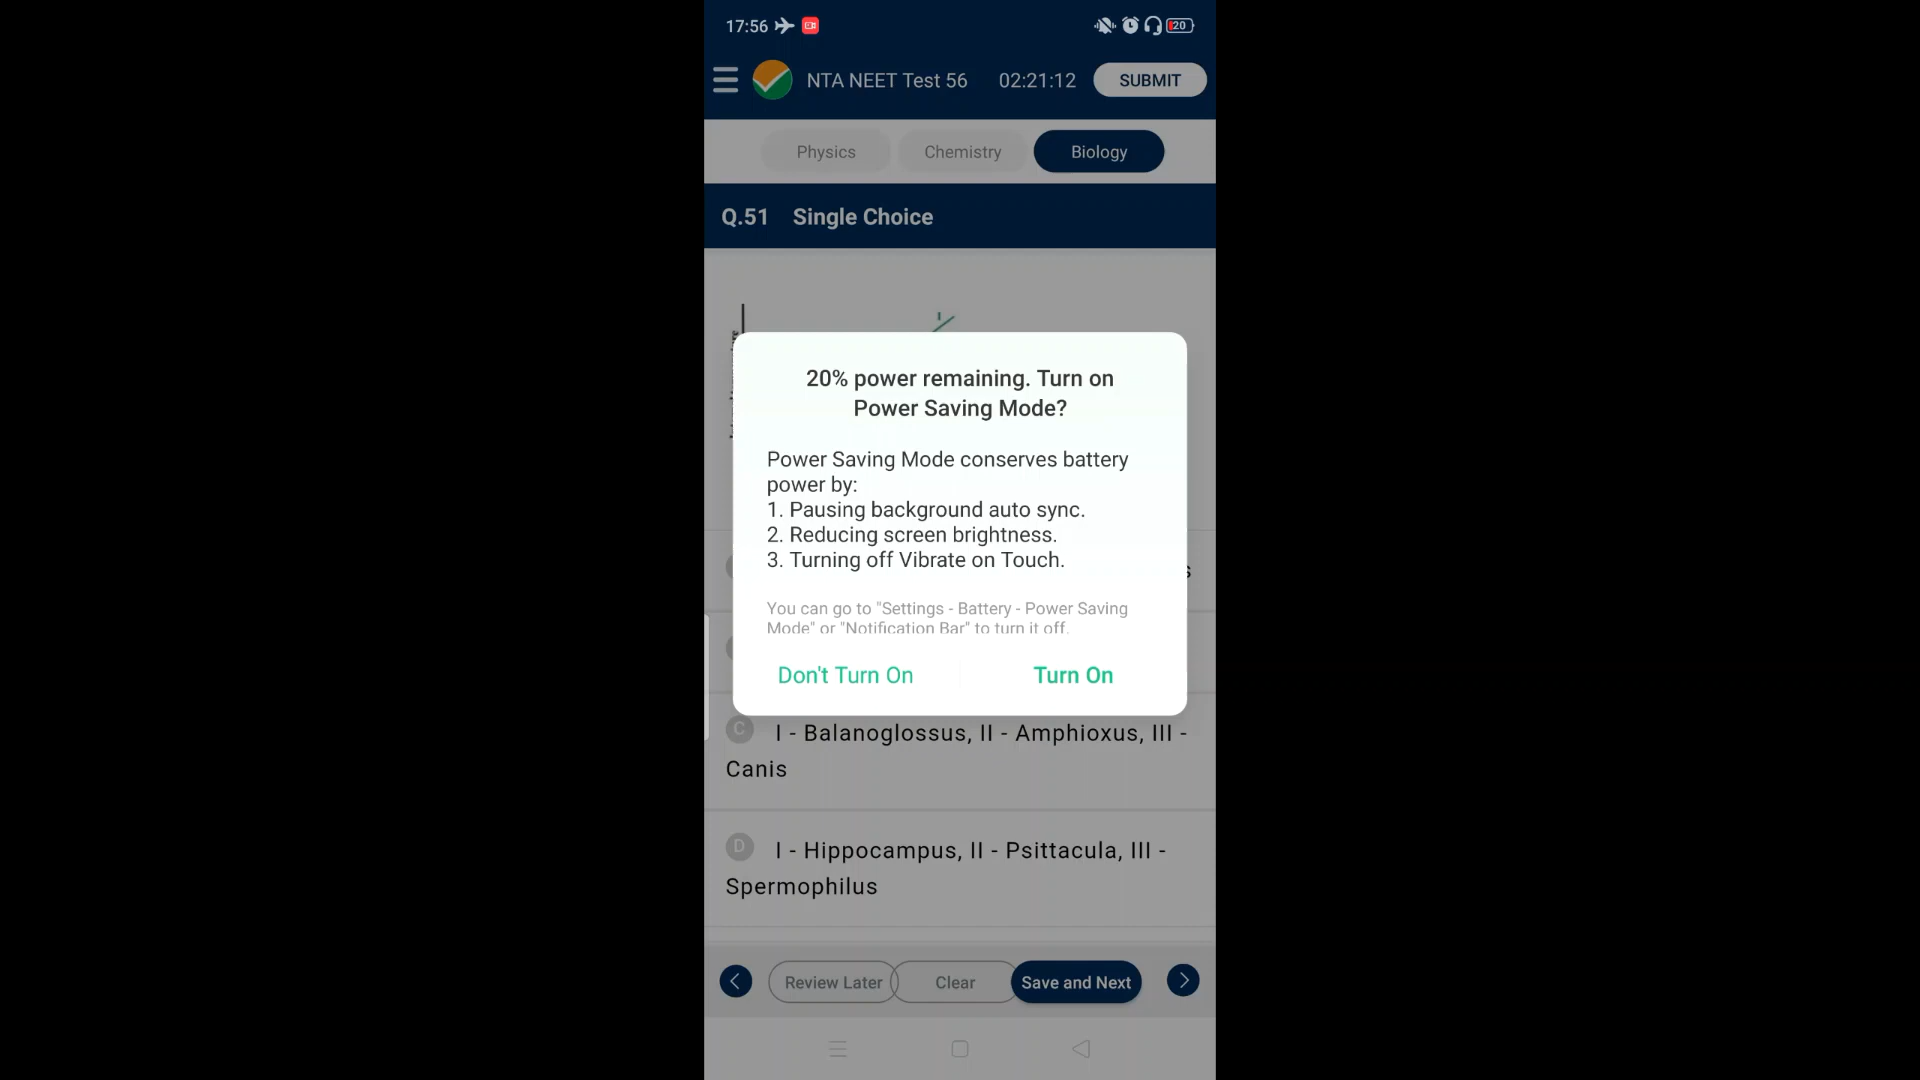 17:56
20
NTA NEET Test 56 02:21:12 SUBMIT
Physics Chemistry Biology
Q.51 Single Choice
20% power remaining. Turn on
Power Saving Mode?
Power Saving Mode conserves battery
power by:
1. Pausing background auto sync.
2. Reducing screen brightness.
3. Turning off Vibrate on Touch.
You can go to "Settings - Battery - Power Saving
Mode" or "Notification Bar" to turn it off.
Don't Turn On Turn On
C I - Balanoglossus, II - Amphioxus, III -
Canis
D I - Hippocampus, II - Psittacula, III -
Spermophilus
Review Later Clear Save and Next